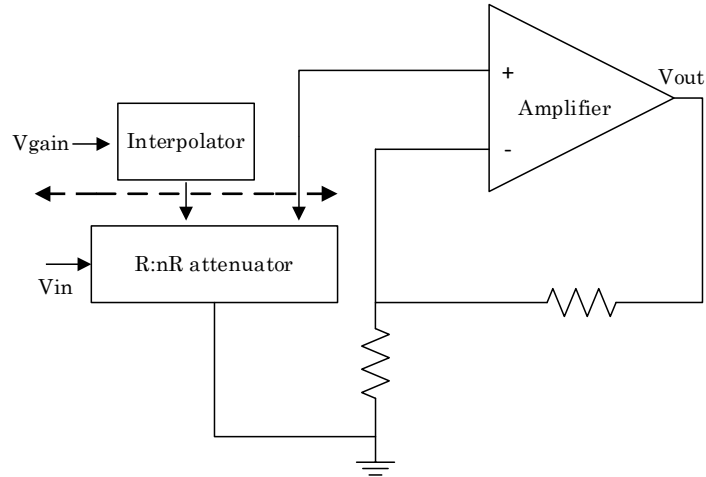 Vout
+
Amplifier
-
Vgain
Interpolator
R:nR attenuator
Vin